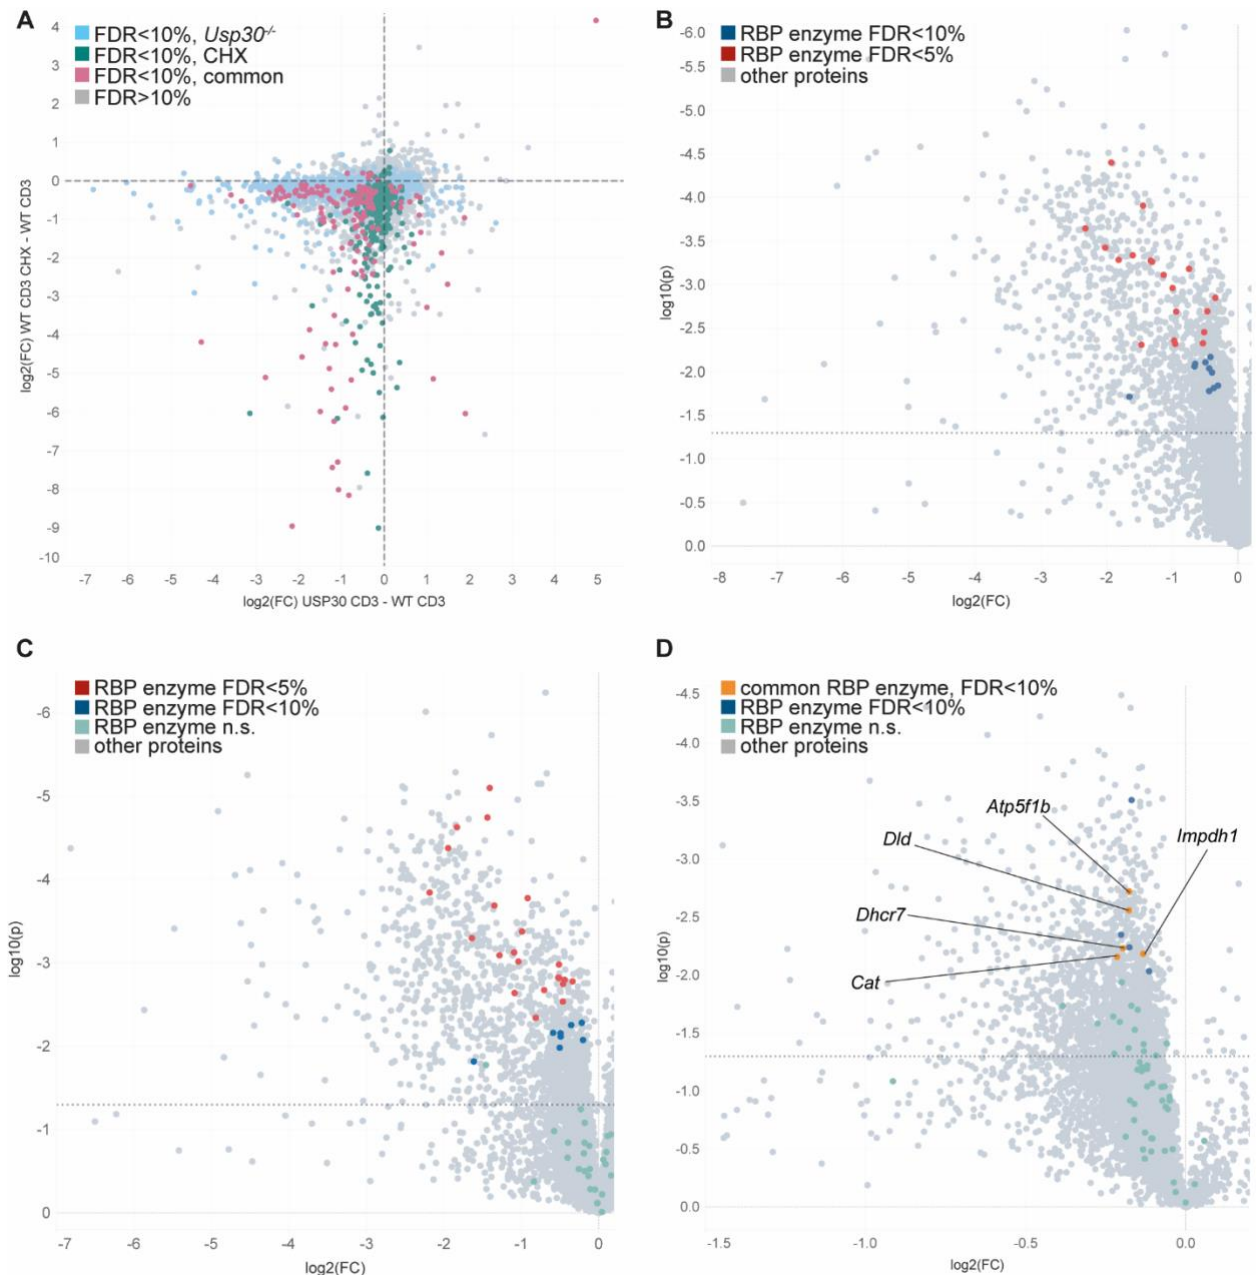 A
FDR<10%, Usp30-/-
FDR<10%, CHX
FDR<10%, common
FDR>10%
4
3
2
1
0
-1
-2
-3
-4
-5
-6
-7
-8
-9
-10
log2(FC) WT CD3 CHX - WT CD3
-7 -6 -5 -4 -3 -2 -1 0 1 2 3 4 5
log2(FC) USP30 CD3 - WT CD3
B
RBP enzyme FDR<10%
RBP enzyme FDR<5%
other proteins
-6.0
-5.5
-5.0
-4.5
-4.0
-3.5
-3.0
-2.5
-2.0
-1.5
-1.0
-0.5
0.0
log10(p)
-8 -7 -6 -5 -4 -3 -2 -1 0
log2(FC)
C
RBP enzyme FDR<5%
RBP enzyme FDR<10%
RBP enzyme n.s.
other proteins
-6
-5
-4
-3
-2
-1
0
log10(p)
-7 -6 -5 -4 -3 -2 -1 0
log2(FC)
D
common RBP enzyme, FDR<10%
RBP enzyme FDR<10%
RBP enzyme n.s.
other proteins
-4.5
-4.0
-3.5
-3.0
-2.5
-2.0
-1.5
-1.0
-0.5
0.0
log10(p)
Atp5f1b
Impdh1
Dld
Dhcr7
Cat
-1.5 -1.0 -0.5 0.0
log2(FC)